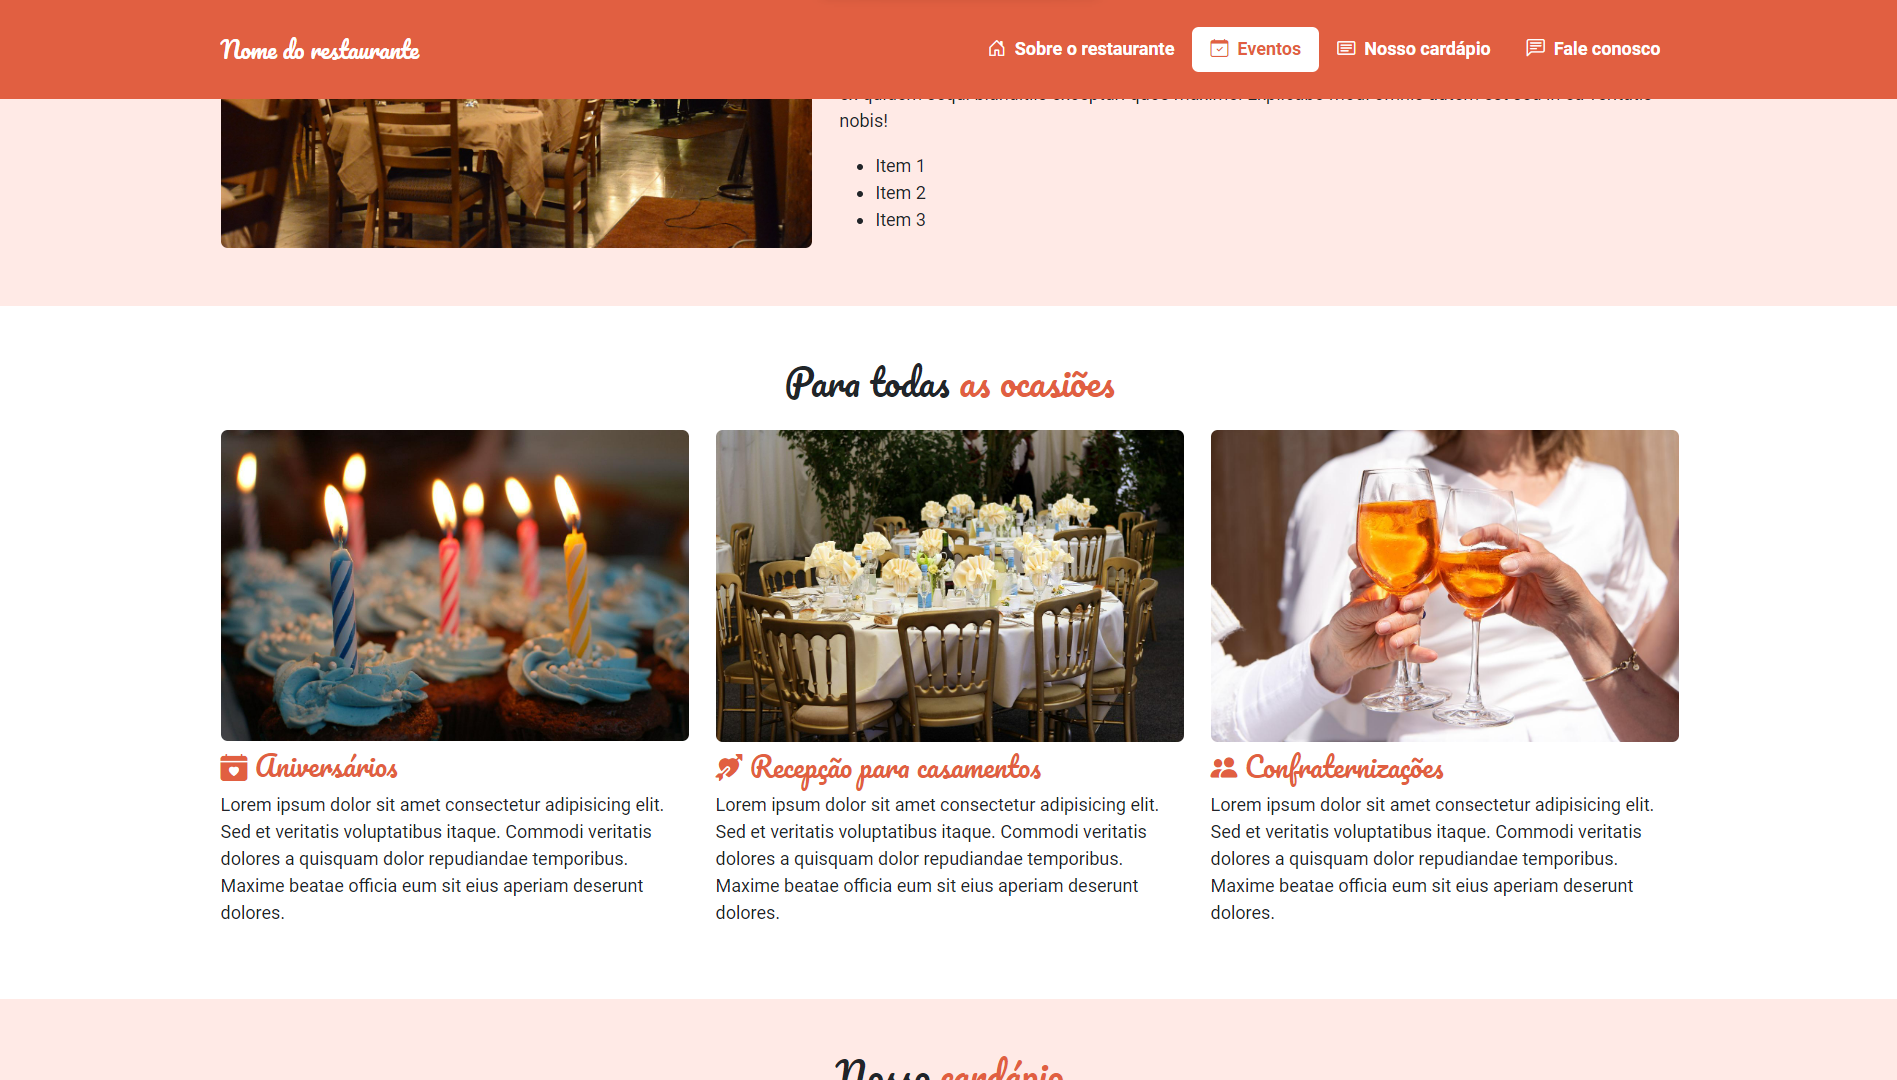 Nome do restaurante
Sobre o restaurante
Eventos
Nosso cardápio
Fale conosco
nobis!
Item 1
Item 2
Item 3
Para todas as ocasiões
Aniversários
Lorem ipsum dolor sit amet consectetur adipisicing elit.
Sed et veritatis voluptatibus itaque. Commodi veritatis
dolores a quisquam dolor repudiandae temporibus.
Maxime beatae officia eum sit eius aperiam deserunt
dolores.
Recepção para casamentos
Lorem ipsum dolor sit amet consectetur adipisicing elit.
Sed et veritatis voluptatibus itaque. Commodi veritatis
dolores a quisquam dolor repudiandae temporibus.
Maxime beatae officia eum sit eius aperiam deserunt
dolores.
Confraternizações
Lorem ipsum dolor sit amet consectetur adipisicing elit.
Sed et veritatis voluptatibus itaque. Commodi veritatis
dolores a quisquam dolor repudiandae temporibus.
Maxime beatae officia eum sit eius aperiam deserunt
dolores.
Nosso cardápio